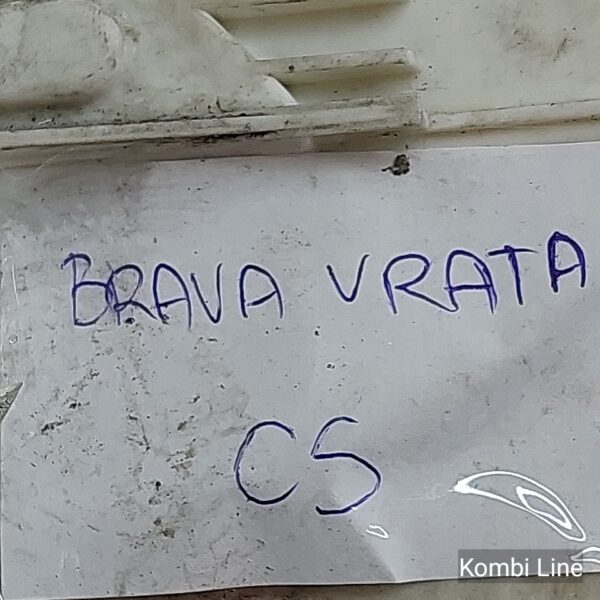 BRAVA VRATA
CS
Kombi Line